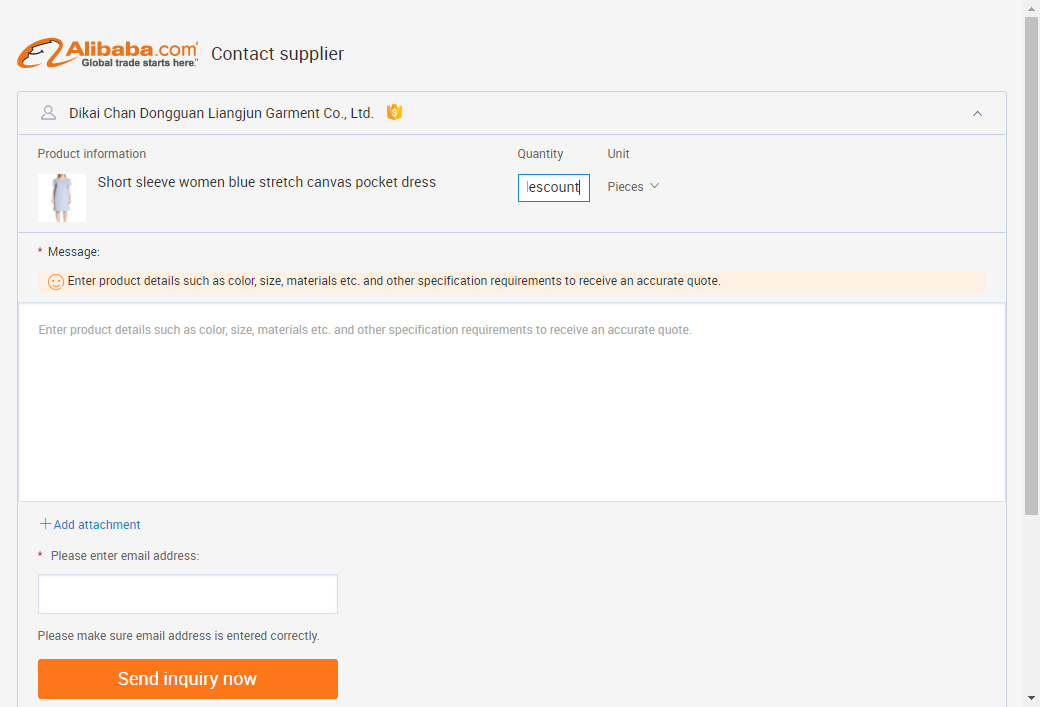 Alibaba.com
Global trade starts here.™
Contact supplier
Dikai Chan Dongguan Liangjun Garment Co., Ltd.
Product information
Quantity
Unit
Short sleeve women blue stretch canvas pocket dress
escount
Pieces
* Message:
Enter product details such as color, size, materials etc. and other specification requirements to receive an accurate quote.
Enter product details such as color, size, materials etc. and other specification requirements to receive an accurate quote.
Add attachment
* Please enter email address:
Please make sure email address is entered correctly.
Send inquiry now